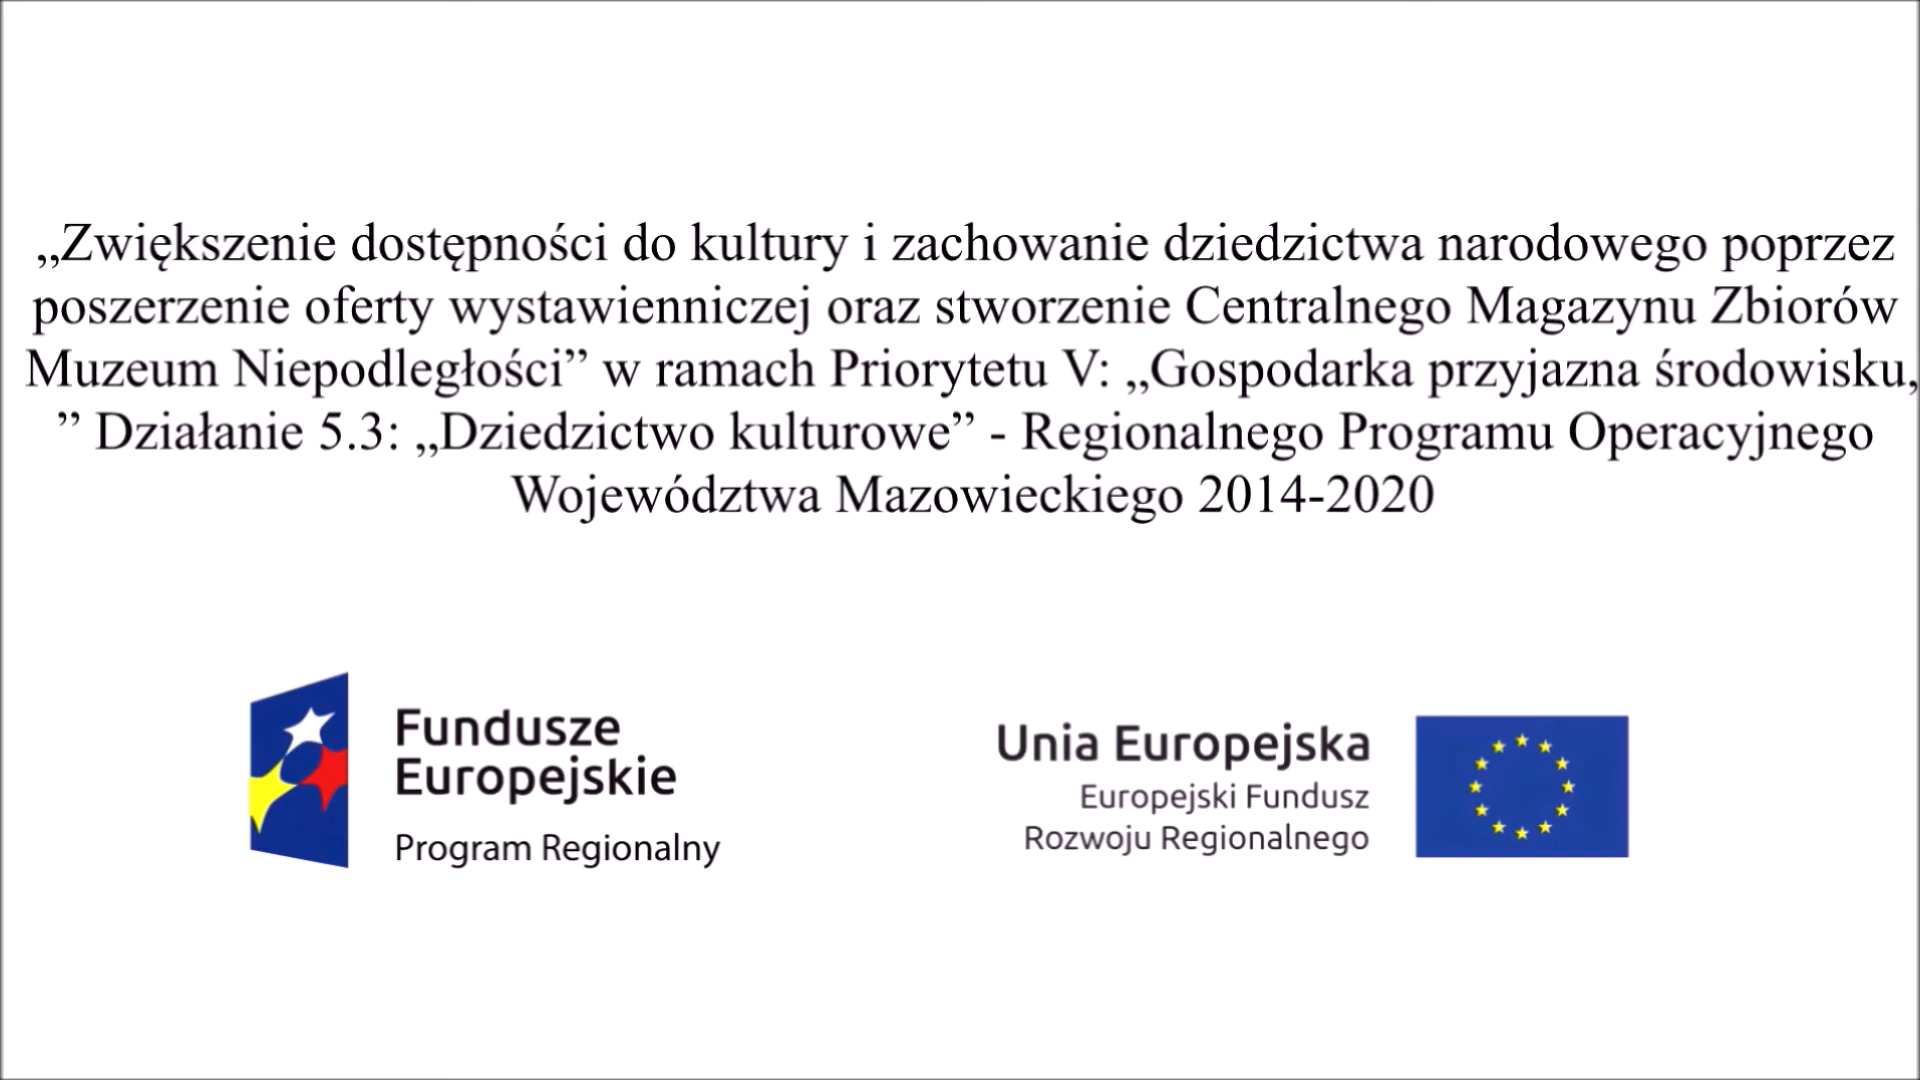 „Zwiększenie dostępności do kultury i zachowanie dziedzictwa narodowego poprzez
poszerzenie oferty wystawienniczej oraz stworzenie Centralnego Magazynu Zbiorów
Muzeum Niepodległości” w ramach Priorytetu V: „Gospodarka przyjazna środowisku,
” Działanie 5.3: „Dziedzictwo kulturowe” - Regionalnego Programu Operacyjnego
Województwa Mazowieckiego 2014-2020
Fundusze
Europejskie
Program Regionalny
Unia Europejska
Europejski Fundusz
Rozwoju Regionalnego